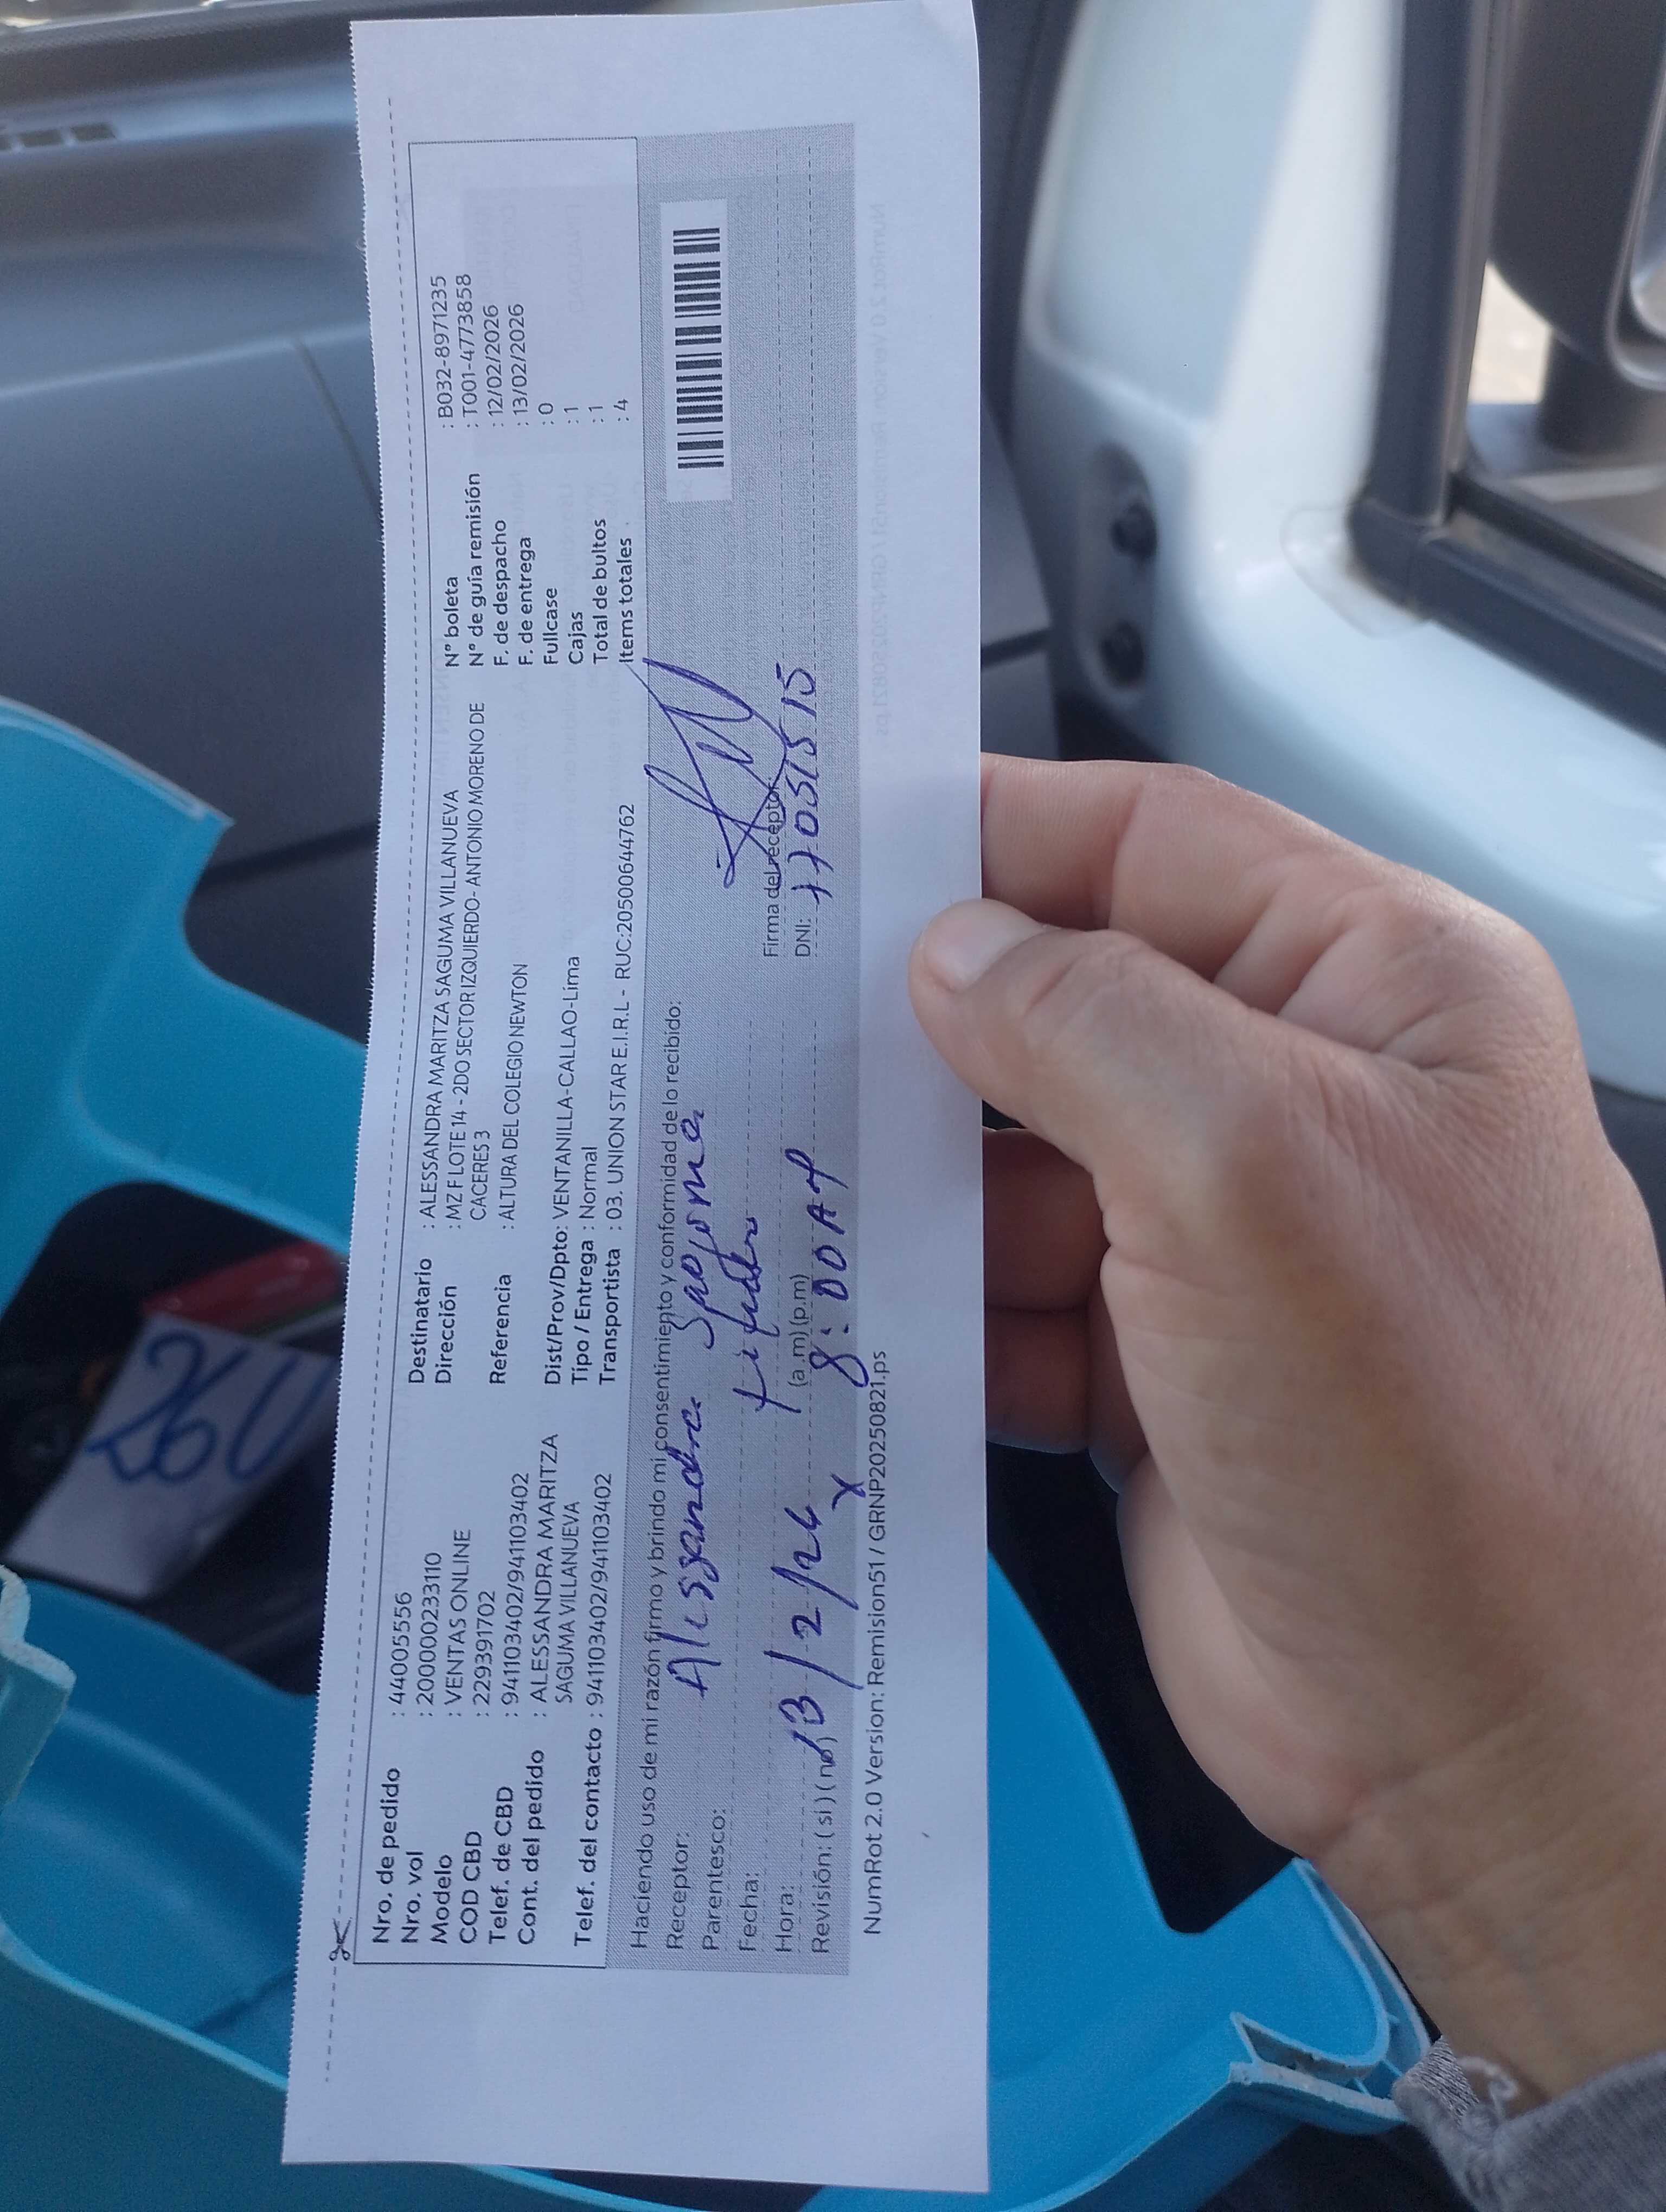 Nro. de pedido : 44005556
Nro. vol : 200000233110
Modelo : VENTAS ONLINE
COD CBD : 229391702
Telef. de CBD : 941103402/941103402
Cont. del pedido : ALESSANDRA MARITZA
SAGUMA VILLANUEVA
Telef. del contacto : 941103402/941103402
Destinatario : ALESSANDRA MARITZA SAGUMA VILLANUEVA
Dirección : MZ F LOTE 14 - 2DO SECTOR IZQUIERDO - ANTONIO MORENO DE
CACERES 3
Referencia : ALTURA DEL COLEGIO NEWTON
Dist/Prov/Dpto: VENTANILLA-CALLAO-Lima
Tipo / Entrega : Normal
Transportista : 03. UNION STAR E.I.R.L - RUC:20500644762
N° boleta : B032-8971235
N° de guía remisión : T001-4773858
F. de despacho : 12/02/2026
F. de entrega : 13/02/2026
Fullcase : 0
Cajas : 1
Total de bultos : 1
Items totales : 4
Haciendo uso de mi razón firmo y brindo mi consentimiento y conformidad de lo recibido:
Receptor: Alessandra Saguma
Parentesco: titular
Fecha: 13/2/26
Hora: (a.m)(p.m) 8:00 AM
Revisión: (si) (no)
Firma del receptor
DNI:
NumRot 2.0 Version: Remision51 / GRNP20250821.ps